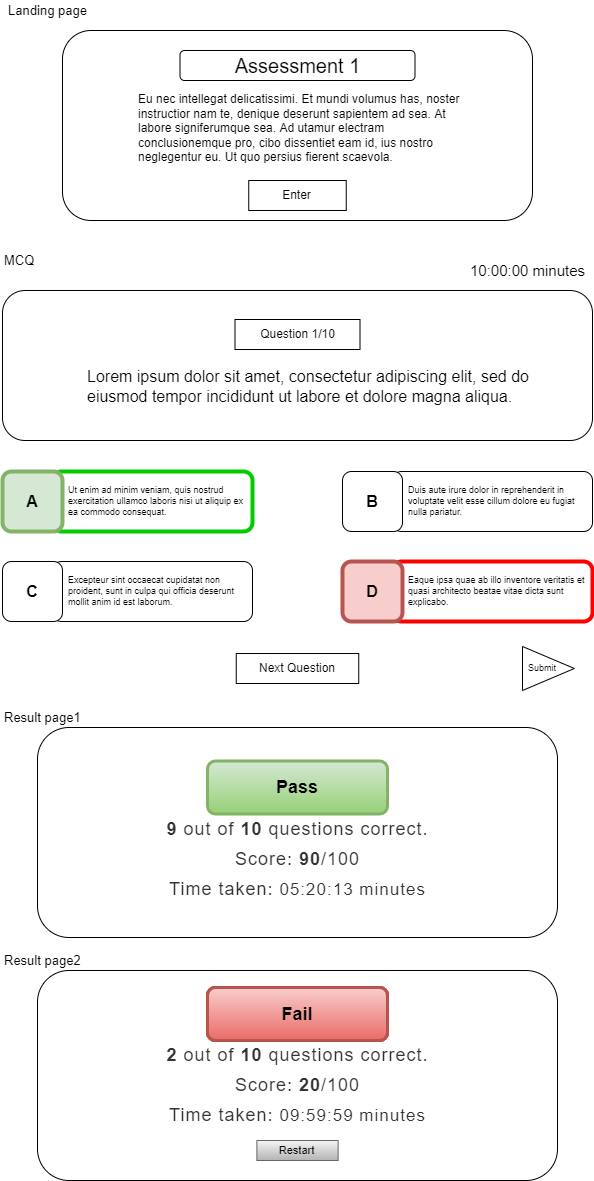 Landing page
Assessment 1
Eu nec intellegat delicatissimi. Et mundi volumus has, noster
instructior nam te, denique deserunt sapientem ad sea. At
labore signiferumque sea. Ad utamur electram
conclusionemque pro, cibo dissentiet eam id, ius nostro
neglegentur eu. Ut quo persius fierent scaevola.
Enter
MCQ
10:00:00 minutes
Question 1/10
Lorem ipsum dolor sit amet, consectetur adipiscing elit, sed do
eiusmod tempor incididunt ut labore et dolore magna aliqua.
A
Ut enim ad minim veniam, quis nostrud
exercitation ullamco laboris nisi ut aliquip ex
ea commodo consequat.
B
Duis aute irure dolor in reprehenderit in
voluptate velit esse cillum dolore eu fugiat
nulla pariatur.
C
Excepteur sint occaecat cupidatat non
proident, sunt in culpa qui officia deserunt
mollit anim id est laborum.
D
Eaque ipsa quae ab illo inventore veritatis et
quasi architecto beatae vitae dicta sunt
explicabo.
Next Question
Submit
Result page1
Pass
9 out of 10 questions correct.
Score: 90/100
Time taken: 05:20:13 minutes
Result page2
Fail
2 out of 10 questions correct.
Score: 20/100
Time taken: 09:59:59 minutes
Restart